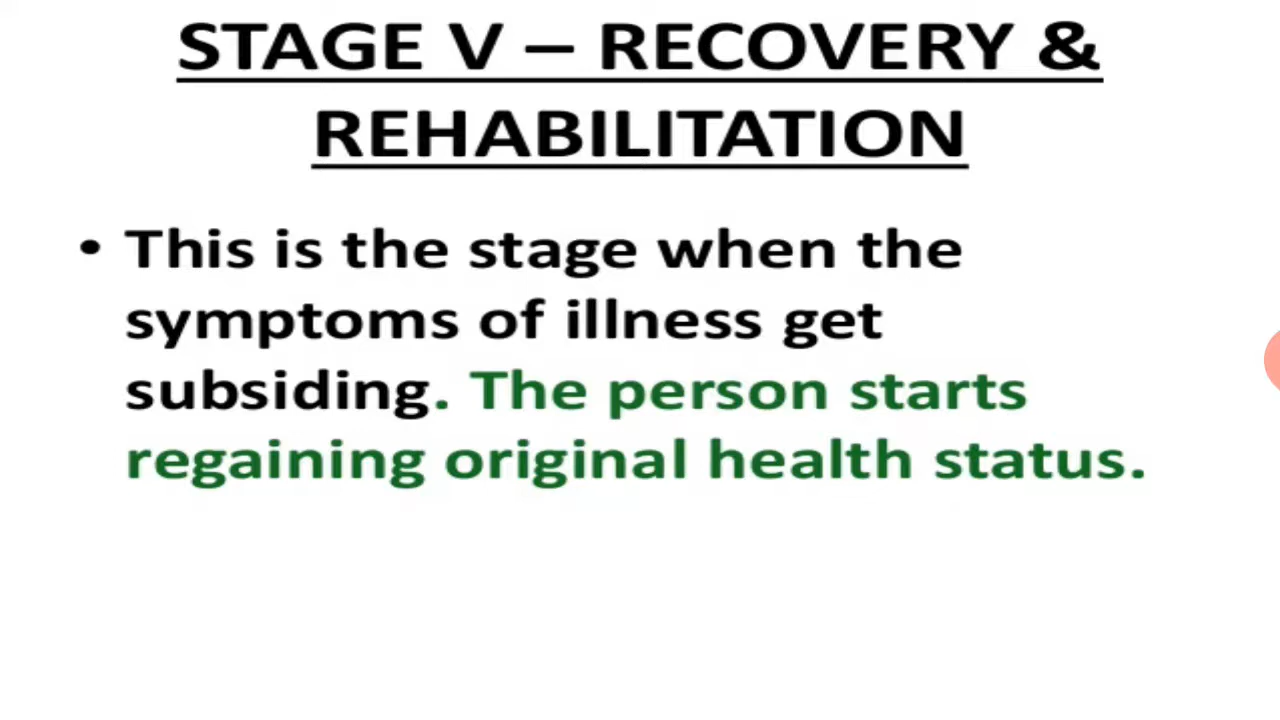 STAGE V – RECOVERY &
REHABILITATION
• This is the stage when the
symptoms of illness get
subsiding. The person starts
regaining original health status.